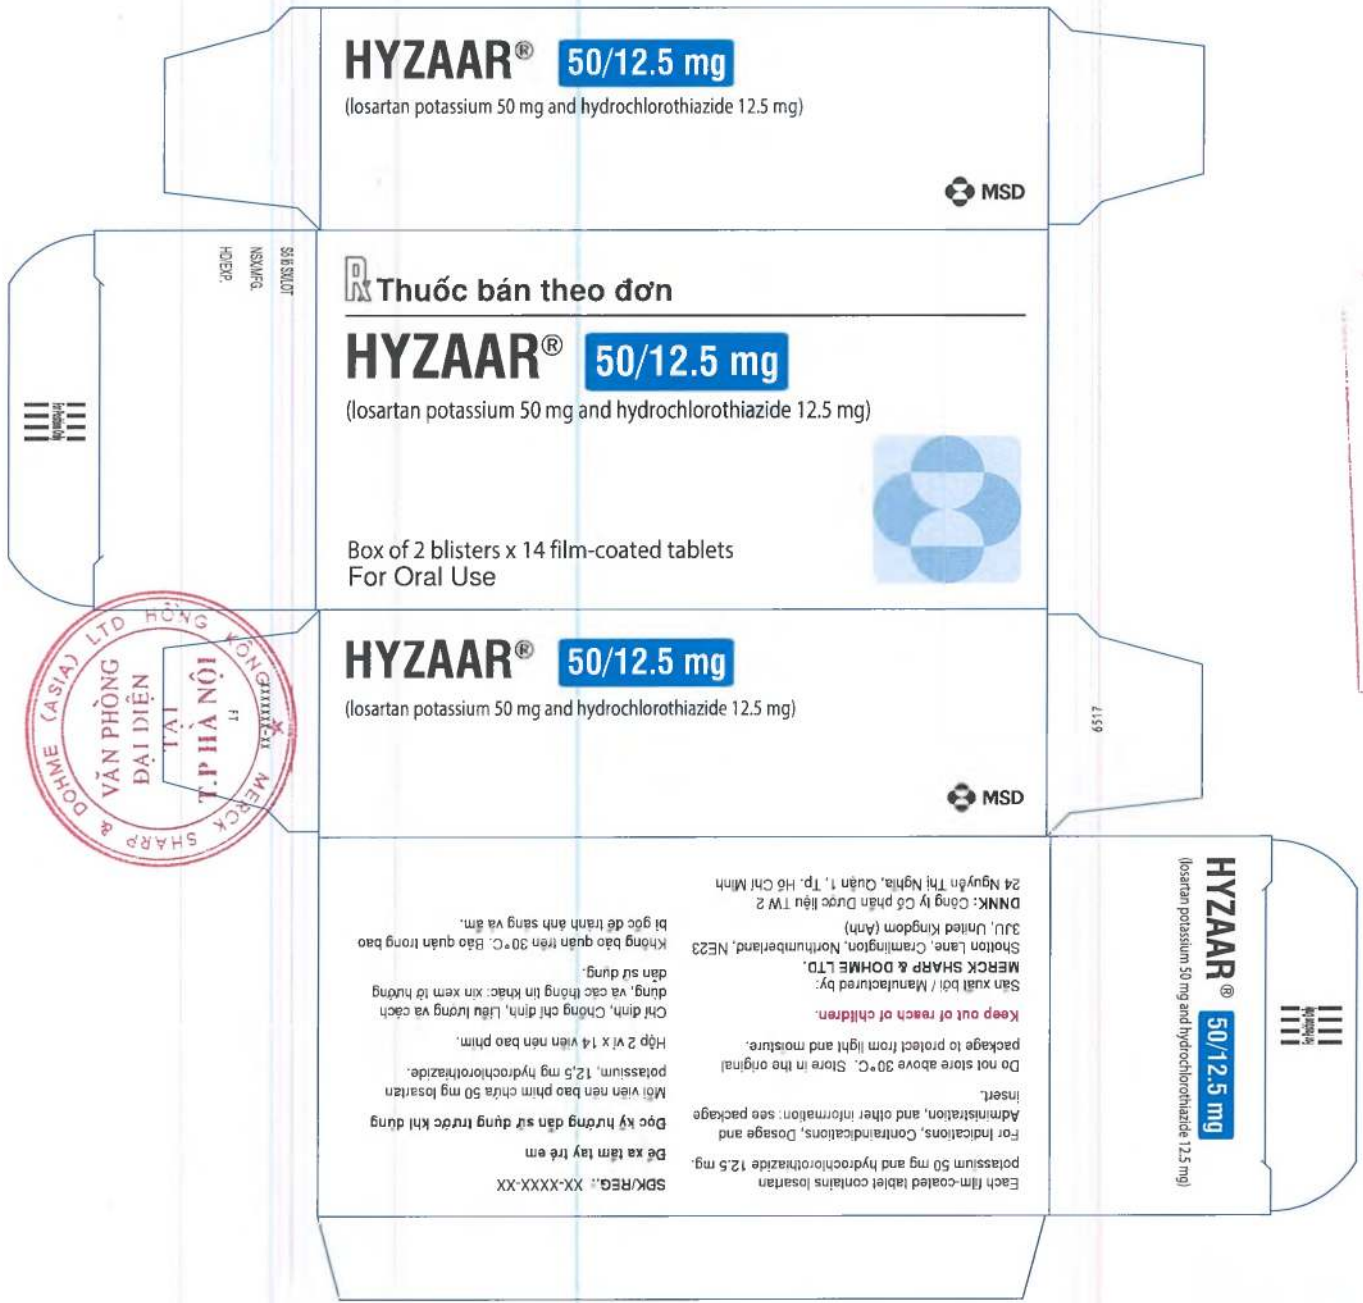 HYZAAR® 50/12.5 mg
(losartan potassium 50 mg and hydrochlorothiazide 12.5 mg)
MSD
Số lô SX/LOT
NSX/MFG.
HD/EXP.
Rx Thuốc bán theo đơn
HYZAAR® 50/12.5 mg
(losartan potassium 50 mg and hydrochlorothiazide 12.5 mg)
Box of 2 blisters x 14 film-coated tablets
For Oral Use
HYZAAR® 50/12.5 mg
(losartan potassium 50 mg and hydrochlorothiazide 12.5 mg)
MSD
6517
FT
XXXXXX-XX
MERCK SHARP & DOHME (ASIA) LTD HỒNG KÔNG
VĂN PHÒNG
ĐẠI DIỆN
TẠI
T.P HÀ NỘI
Each film-coated tablet contains losartan
potassium 50 mg and hydrochlorothiazide 12.5 mg.
For Indications, Contraindications, Dosage and
Administration, and other information: see package
insert.
Do not store above 30°C. Store in the original
package to protect from light and moisture.
Keep out of reach of children.
Sản xuất bởi / Manufactured by:
MERCK SHARP & DOHME LTD.
Shotton Lane, Cramlington, Northumberland, NE23
3JU, United Kingdom (Anh)
DNNK: Công ty Cổ phần Dược liệu TW 2
24 Nguyễn Thị Nghĩa, Quận 1, Tp. Hồ Chí Minh
SDK/REG.: XX-XXXX-XX
Để xa tầm tay trẻ em
Đọc kỹ hướng dẫn sử dụng trước khi dùng
Mỗi viên nén bao phim chứa 50 mg losartan
potassium, 12,5 mg hydrochlorothiazide.
Hộp 2 vỉ x 14 viên nén bao phim.
Chỉ định, Chống chỉ định, Liều lượng và cách
dùng, và các thông tin khác: xin xem tờ hướng
dẫn sử dụng.
Không bảo quản trên 30°C. Bảo quản trong bao
bì gốc để tránh ánh sáng và ẩm.
HYZAAR® 50/12.5 mg
(losartan potassium 50 mg and hydrochlorothiazide 12.5 mg)